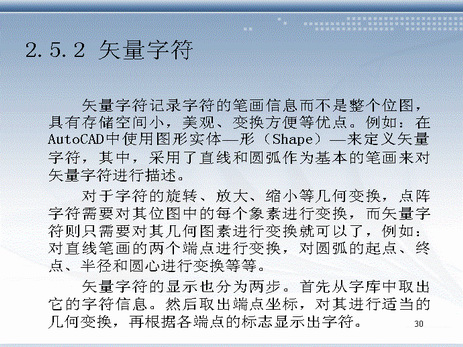 2.5.2 矢量字符
矢量字符记录字符的笔画信息而不是整个位图，
具有存储空间小，美观、变换方便等优点。例如：在
AutoCAD中使用图形实体—形（Shape）—来定义矢量
字符，其中，采用了直线和圆弧作为基本的笔画来对
矢量字符进行描述。
对于字符的旋转、放大、缩小等几何变换，点阵
字符需要对其位图中的每个象素进行变换，而矢量字
符则只需要对其几何图素进行变换就可以了，例如：
对直线笔画的两个端点进行变换，对圆弧的起点、终
点、半径和圆心进行变换等等。
矢量字符的显示也分为两步。首先从字库中取出
它的字符信息。然后取出端点坐标，对其进行适当的
几何变换，再根据各端点的标志显示出字符。
30